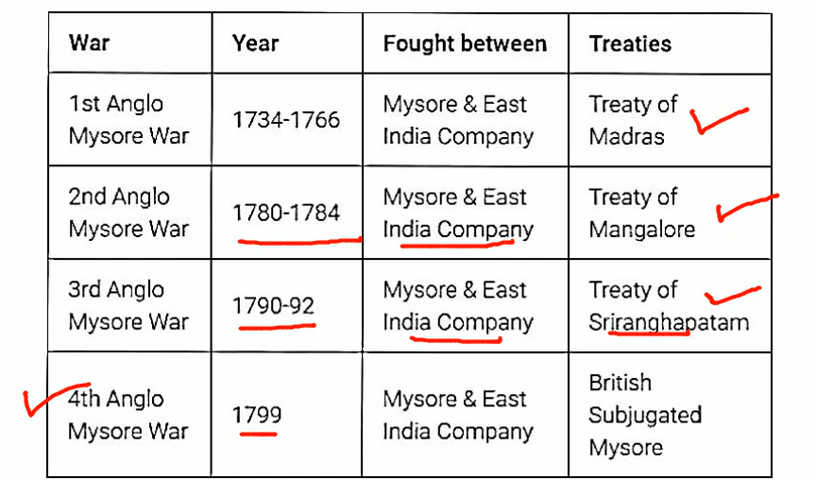 War Year Fought between Treaties
1st Anglo 1734-1766 Mysore & East Treaty of
Mysore War India Company Madras
2nd Anglo 1780-1784 Mysore & East Treaty of
Mysore War India Company Mangalore
3rd Anglo 1790-92 Mysore & East Treaty of
Mysore War India Company Sriranghapatam
4th Anglo 1799 Mysore & East British
Mysore War India Company Subjugated
Mysore